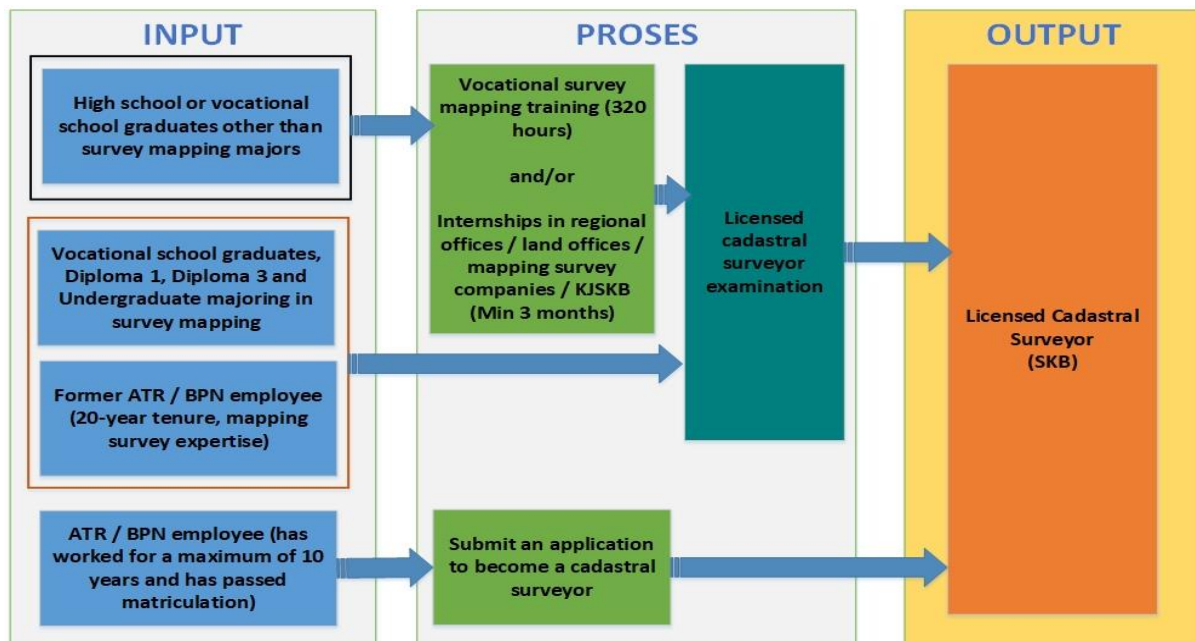 INPUT
High school or vocational
school graduates other than
survey mapping majors
Vocational school graduates,
Diploma 1, Diploma 3 and
Undergraduate majoring in
survey mapping
Former ATR / BPN employee
(20-year tenure, mapping
survey expertise)
ATR / BPN employee (has
worked for a maximum of 10
years and has passed
matriculation)
PROSES
Vocational survey
mapping training (320
hours)
and/or
Internships in regional
offices / land offices /
mapping survey
companies / KJSKB
(Min 3 months)
Licensed
cadastral
surveyor
examination
Submit an application
to become a cadastral
surveyor
OUTPUT
Licensed Cadastral
Surveyor
(SKB)